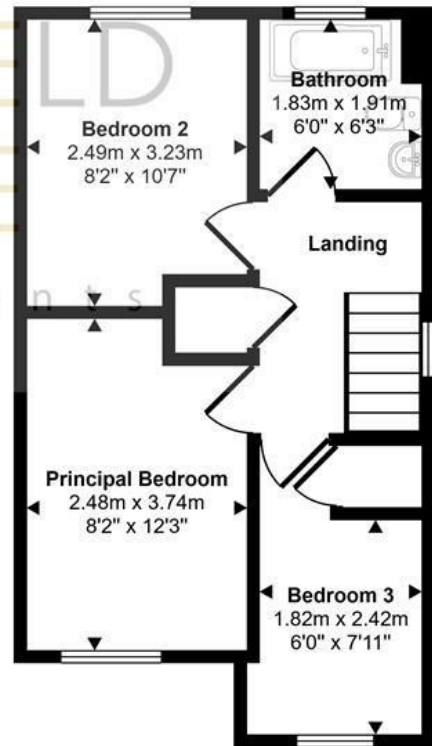 LD
Bathroom
1.83m x 1.91m
6'0" x 6'3"
Bedroom 2
2.49m x 3.23m
8'2" x 10'7"
Landing
n t s
Principal Bedroom
2.48m x 3.74m
8'2" x 12'3"
Bedroom 3
1.82m x 2.42m
6'0" x 7'11"